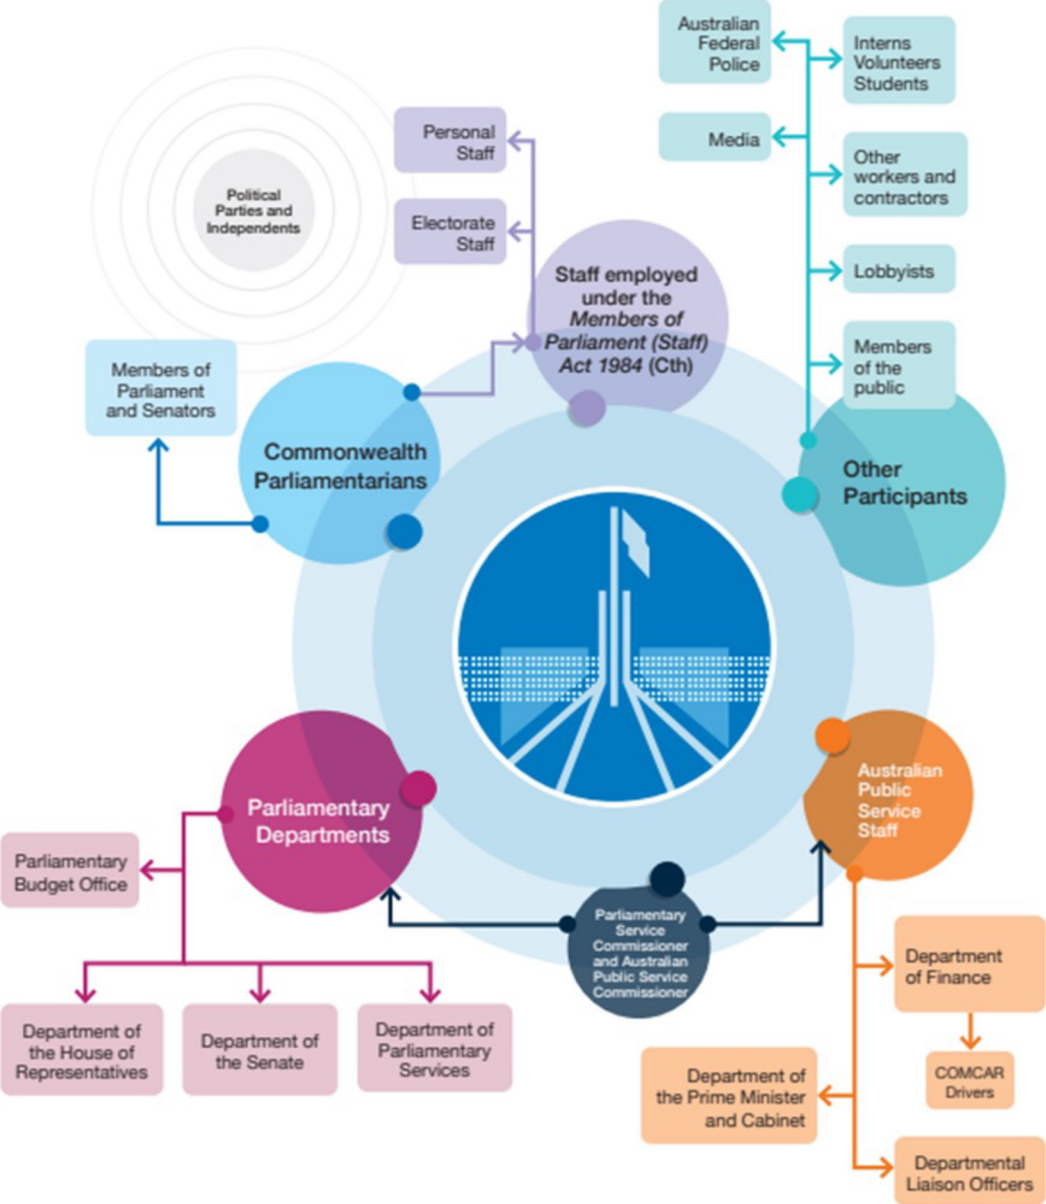 Australian
Federal
Police
Interns
Volunteers
Students
Personal
Staff
Media
Other
workers and
contractors
Political
Parties and
Independents
Electorate
Staff
Lobbyists
Staff employed
under the
Members of
Parliament (Staff)
Act 1984 (Cth)
Members
of the
public
Members of
Parliament
and Senators
Commonwealth
Parliamentarians
Other
Participants
Parliamentary
Departments
Australian
Public
Service
Staff
Parliamentary
Budget Office
Parliamentary
Service
Commissioner
and Australian
Public Service
Commissioner
Department
of Finance
Department of
the House of
Representatives
Department of
the Senate
Department of
Parliamentary
Services
COMCAR
Drivers
Department of
the Prime Minister
and Cabinet
Departmental
Liaison Officers